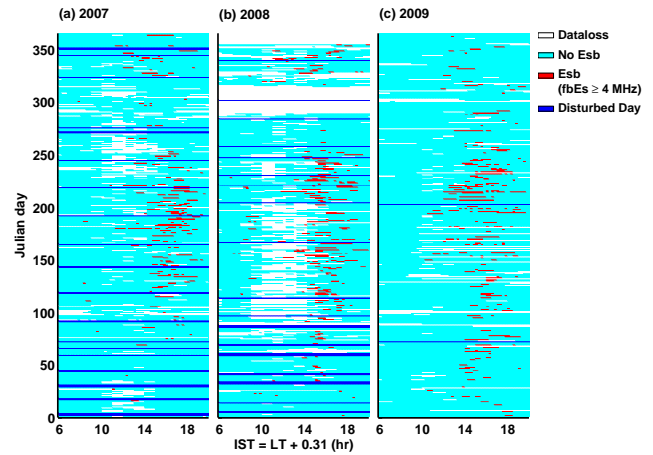 (a) 2007
(b) 2008
(c) 2009
Dataloss
No Esb
Esb
(fbEs ≥ 4 MHz)
Disturbed Day
Julian day
350
300
250
200
150
100
50
0
6 10 14 18
6 10 14 18
6 10 14 18
IST = LT + 0.31 (hr)